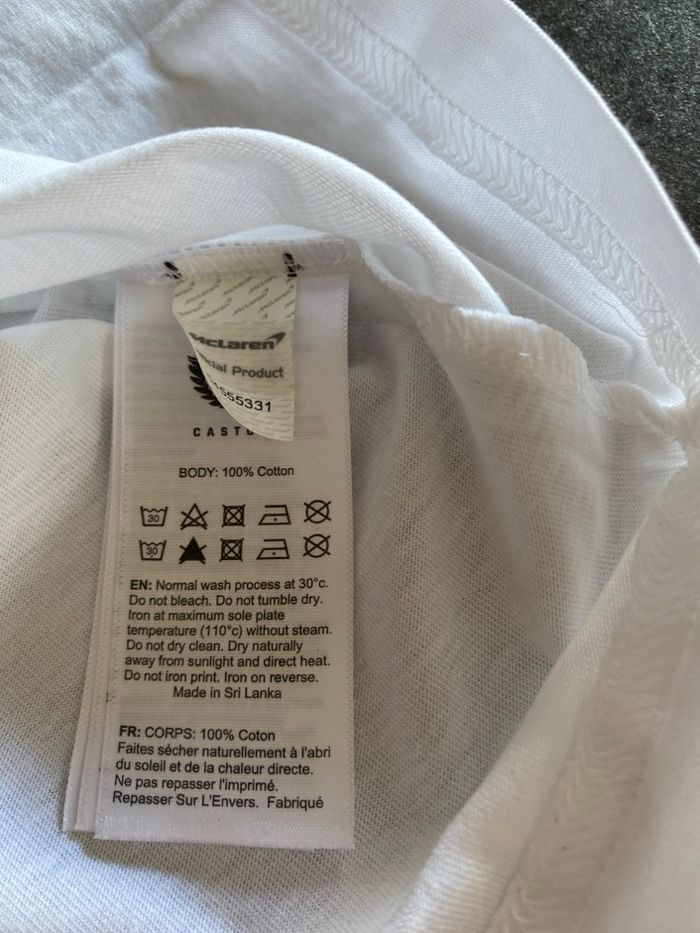 McLaren
Product
CAST
BODY: 100% Cotton
30
30
EN: Normal wash process at 30°c.
Do not bleach. Do not tumble dry.
Iron at maximum sole plate
temperature (110°c) without steam.
Do not dry clean. Dry naturally
away from sunlight and direct heat.
Do not iron print. Iron on reverse.
Made in Sri Lanka
FR: CORPS: 100% Coton
Faites sécher naturellement à l'abri
du soleil et de la chaleur directe.
Ne pas repasser l'imprimé.
Repasser Sur L'Envers. Fabriqué